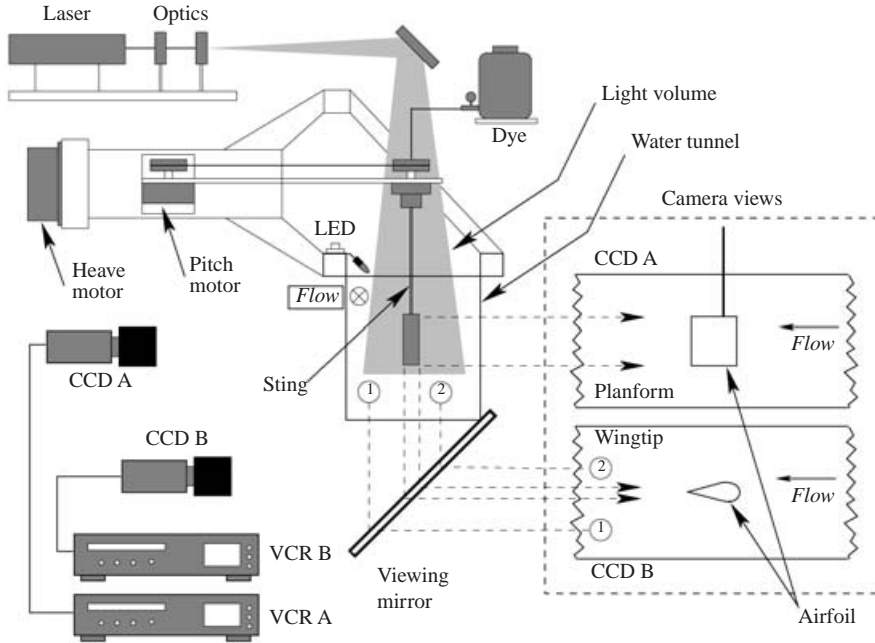 Laser
Optics
Light volume
Dye
Water tunnel
Camera views
LED
CCD A
Heave
motor
Pitch
motor
Flow
Flow
CCD A
Sting
1
2
Planform
CCD B
Wingtip
2
Flow
1
VCR B
Viewing
mirror
CCD B
VCR A
Airfoil